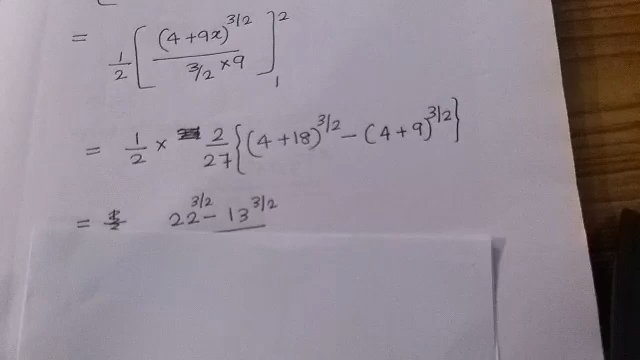 = 1/2 [ (4+9x)^3/2 / 3/2 × 9 ]_1^2
= 1/2 × 2/27 {(4+18)^3/2 − (4+9)^3/2}
= 22^3/2 − 13^3/2